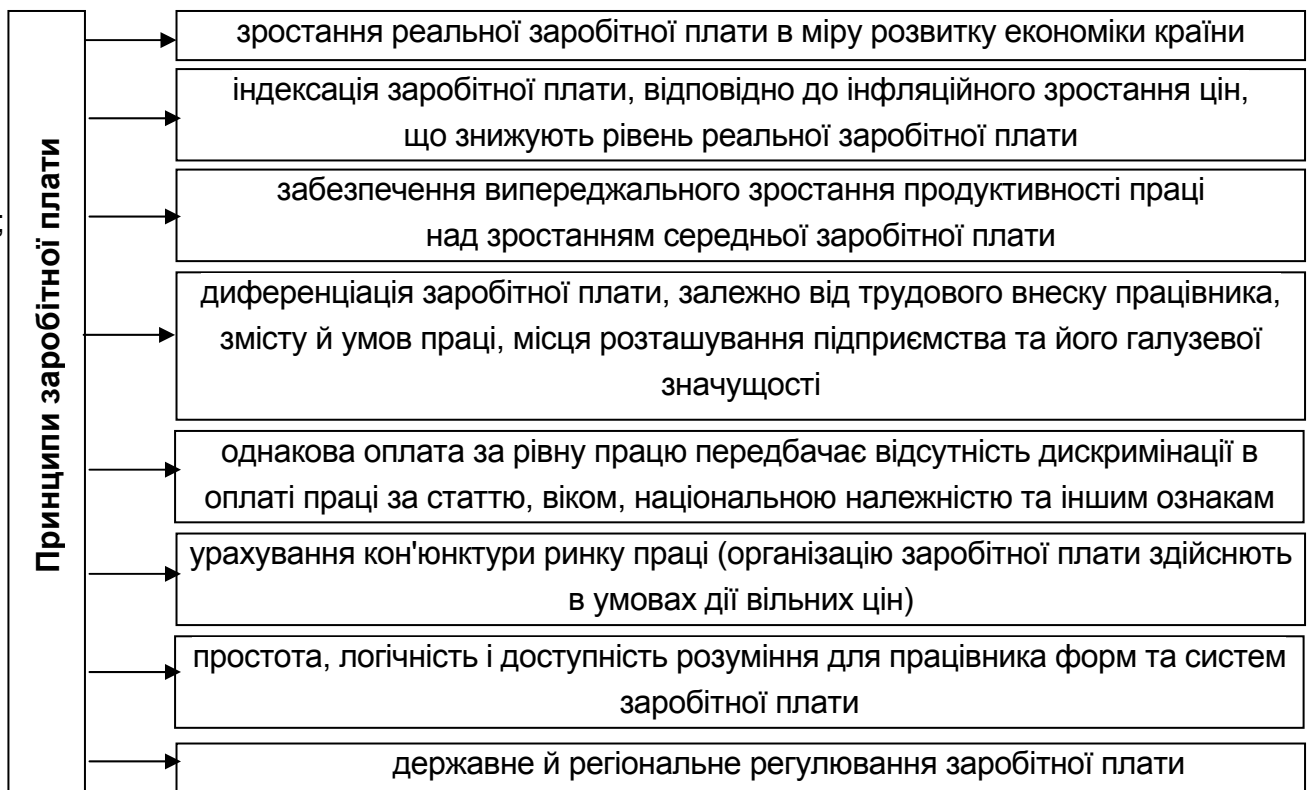 Принципи заробітної плати
зростання реальної заробітної плати в міру розвитку економіки країни
індексація заробітної плати, відповідно до інфляційного зростання цін,
що знижують рівень реальної заробітної плати
забезпечення випереджального зростання продуктивності праці
над зростанням середньої заробітної плати
диференціація заробітної плати, залежно від трудового внеску працівника,
змісту й умов праці, місця розташування підприємства та його галузевої
значущості
однакова оплата за рівну працю передбачає відсутність дискримінації в
оплаті праці за статтю, віком, національною належністю та іншим ознакам
урахування кон'юнктури ринку праці (організацію заробітної плати здійснють
в умовах дії вільних цін)
простота, логічність і доступність розуміння для працівника форм та систем
заробітної плати
державне й регіональне регулювання заробітної плати